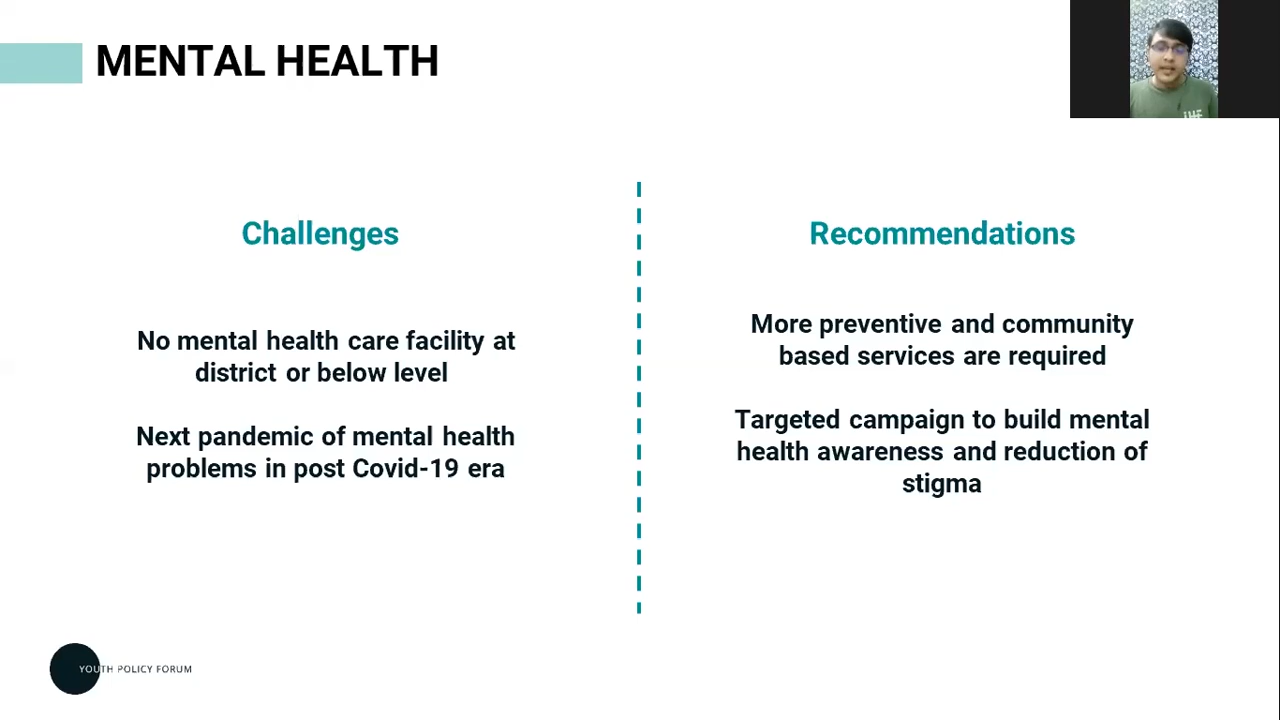 MENTAL HEALTH
Challenges
No mental health care facility at
district or below level
Next pandemic of mental health
problems in post Covid-19 era
Recommendations
More preventive and community
based services are required
Targeted campaign to build mental
health awareness and reduction of
stigma
YOUTH POLICY FORUM